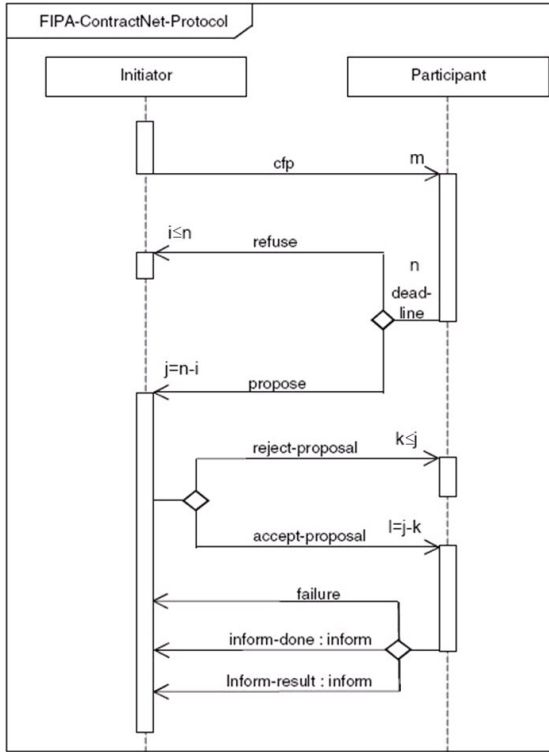 FIPA-ContractNet-Protocol
Initiator
Participant
cfp
m
i≤n
refuse
n
dead-
line
j=n-i
propose
reject-proposal
k≤j
accept-proposal
l=j-k
failure
inform-done : inform
Inform-result : inform